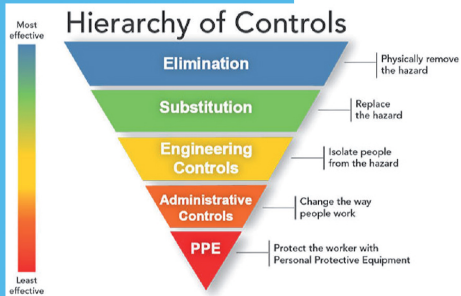 Hierarchy of Controls
Most
effective
Elimination
Physically remove
the hazard
Substitution
Replace
the hazard
Engineering
Controls
Isolate people
from the hazard
Administrative
Controls
Change the way
people work
PPE
Protect the worker with
Personal Protective Equipment
Least
effective